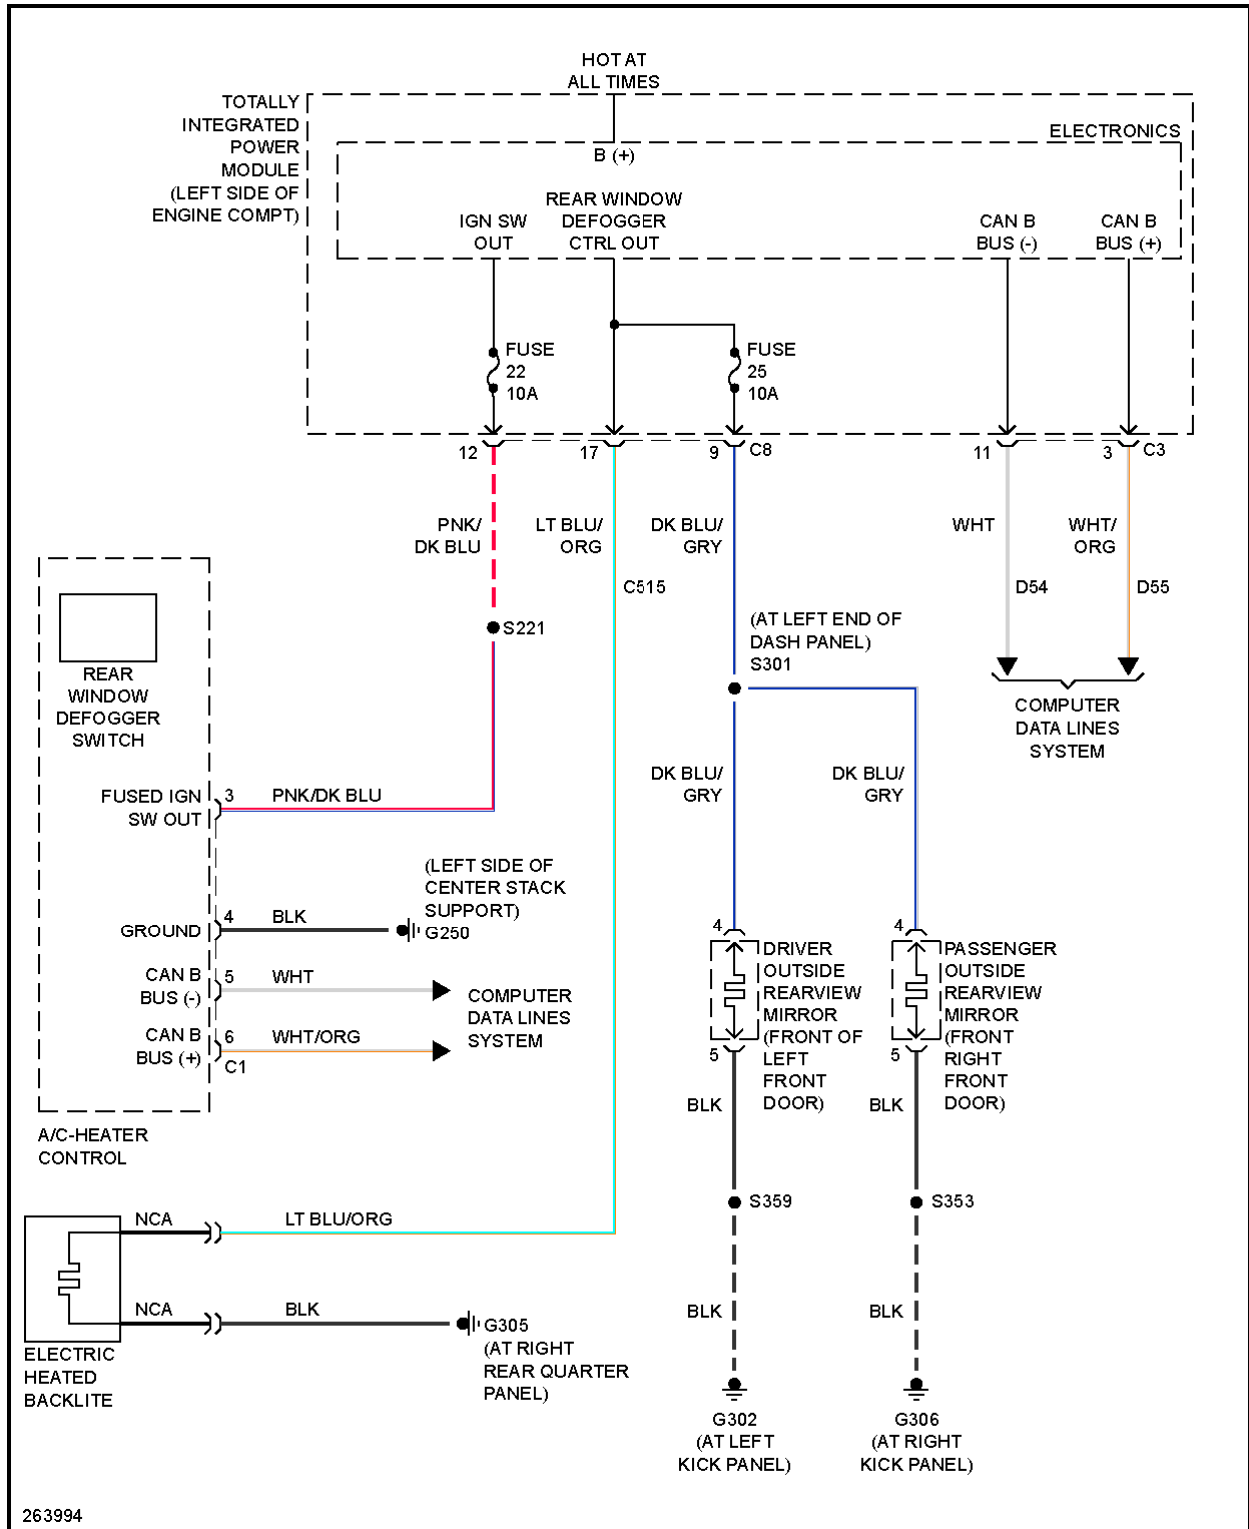 HOT AT
ALL TIMES
TOTALLY
INTEGRATED
POWER
MODULE
(LEFT SIDE OF
ENGINE COMPT)
ELECTRONICS
B (+)
IGN SW
OUT
REAR WINDOW
DEFOGGER
CTRL OUT
CAN B
BUS (-)
CAN B
BUS (+)
FUSE
22
10A
FUSE
25
10A
12
17
9
C8
11
3
C3
PNK/
DK BLU
LT BLU/
ORG
DK BLU/
GRY
WHT
WHT/
ORG
C515
D54
D55
S221
(AT LEFT END OF
DASH PANEL)
S301
COMPUTER
DATA LINES
SYSTEM
REAR
WINDOW
DEFOGGER
SWITCH
DK BLU/
GRY
DK BLU/
GRY
FUSED IGN
SW OUT
3
PNK/DK BLU
GROUND
4
BLK
(LEFT SIDE OF
CENTER STACK
SUPPORT)
G250
CAN B
BUS (-)
5
WHT
CAN B
BUS (+)
6
WHT/ORG
C1
COMPUTER
DATA LINES
SYSTEM
A/C-HEATER
CONTROL
4
DRIVER
OUTSIDE
REARVIEW
MIRROR
(FRONT OF
LEFT
FRONT
DOOR)
5
BLK
4
PASSENGER
OUTSIDE
REARVIEW
MIRROR
(FRONT
RIGHT
FRONT
DOOR)
5
BLK
S359
S353
NCA
LT BLU/ORG
NCA
BLK
G305
(AT RIGHT
REAR QUARTER
PANEL)
ELECTRIC
HEATED
BACKLITE
BLK
BLK
G302
(AT LEFT
KICK PANEL)
G306
(AT RIGHT
KICK PANEL)
263994